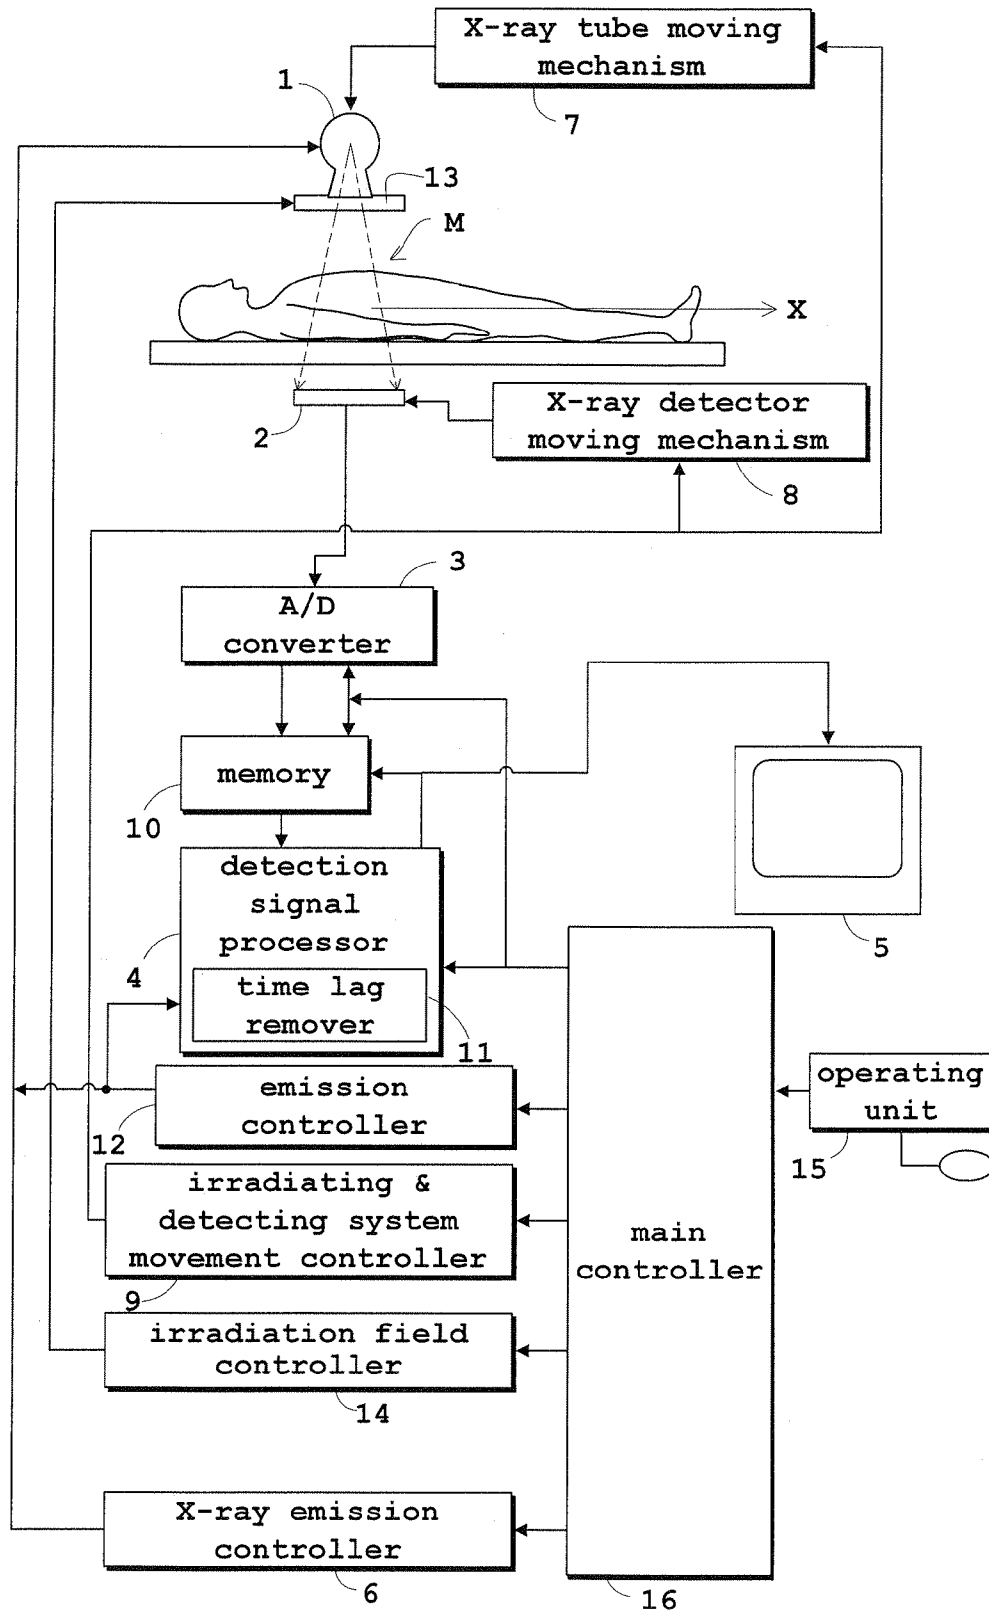 X-ray tube moving
mechanism
1
7
13
M
X
X-ray detector
moving mechanism
2
8
3
A/D
converter
memory
10
detection
signal
processor
4
time lag
remover
11
5
emission
controller
12
operating
unit
15
irradiating &
detecting system
movement controller
9
main
controller
irradiation field
controller
14
X-ray emission
controller
6
16